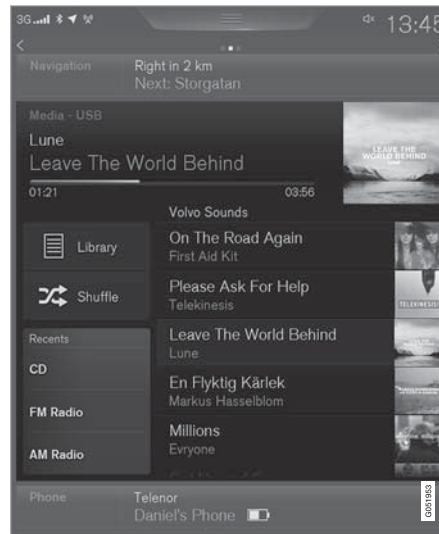 3G
13:45
Navigation
Right in 2 km
Next: Storgatan
Media - USB
Lune
Leave The World Behind
01:21
03:56
LEAVE THE
WORLD BEHIND
Volvo Sounds
Library
Shuffle
On The Road Again
First Aid Kit
Please Ask For Help
Telekinesis
TELEKINESIS
Recents
CD
FM Radio
AM Radio
Leave The World Behind
Lune
En Flyktig Kärlek
Markus Hasselblom
Millions
Evryone
Phone
Telenor
Daniel's Phone
G051953